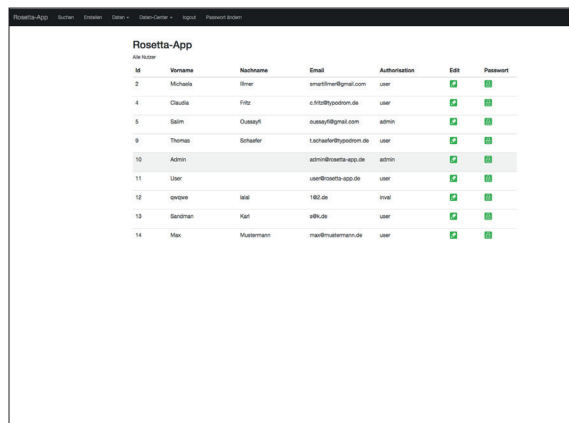 Rosetta-App Suchen Erstellen Daten Daten-Center logout Passwort ändern
Rosetta-App
Alle Nutzer
Id Vorname Nachname Email Authorisation Edit Passwort
2 Michaela Illmer smartillmer@gmail.com user
4 Claudia Fritz c.fritz@typodrom.de user
5 Salim Oussayfi oussayfi@gmail.com admin
9 Thomas Schaefer t.schaefer@typodrom.de user
10 Admin admin@rosetta-app.de admin
11 User user@rosetta-app.de user
12 qwqwe lalal 1@2.de inval
13 Sandman Karl s@k.de user
14 Max Mustermann max@mustermann.de user